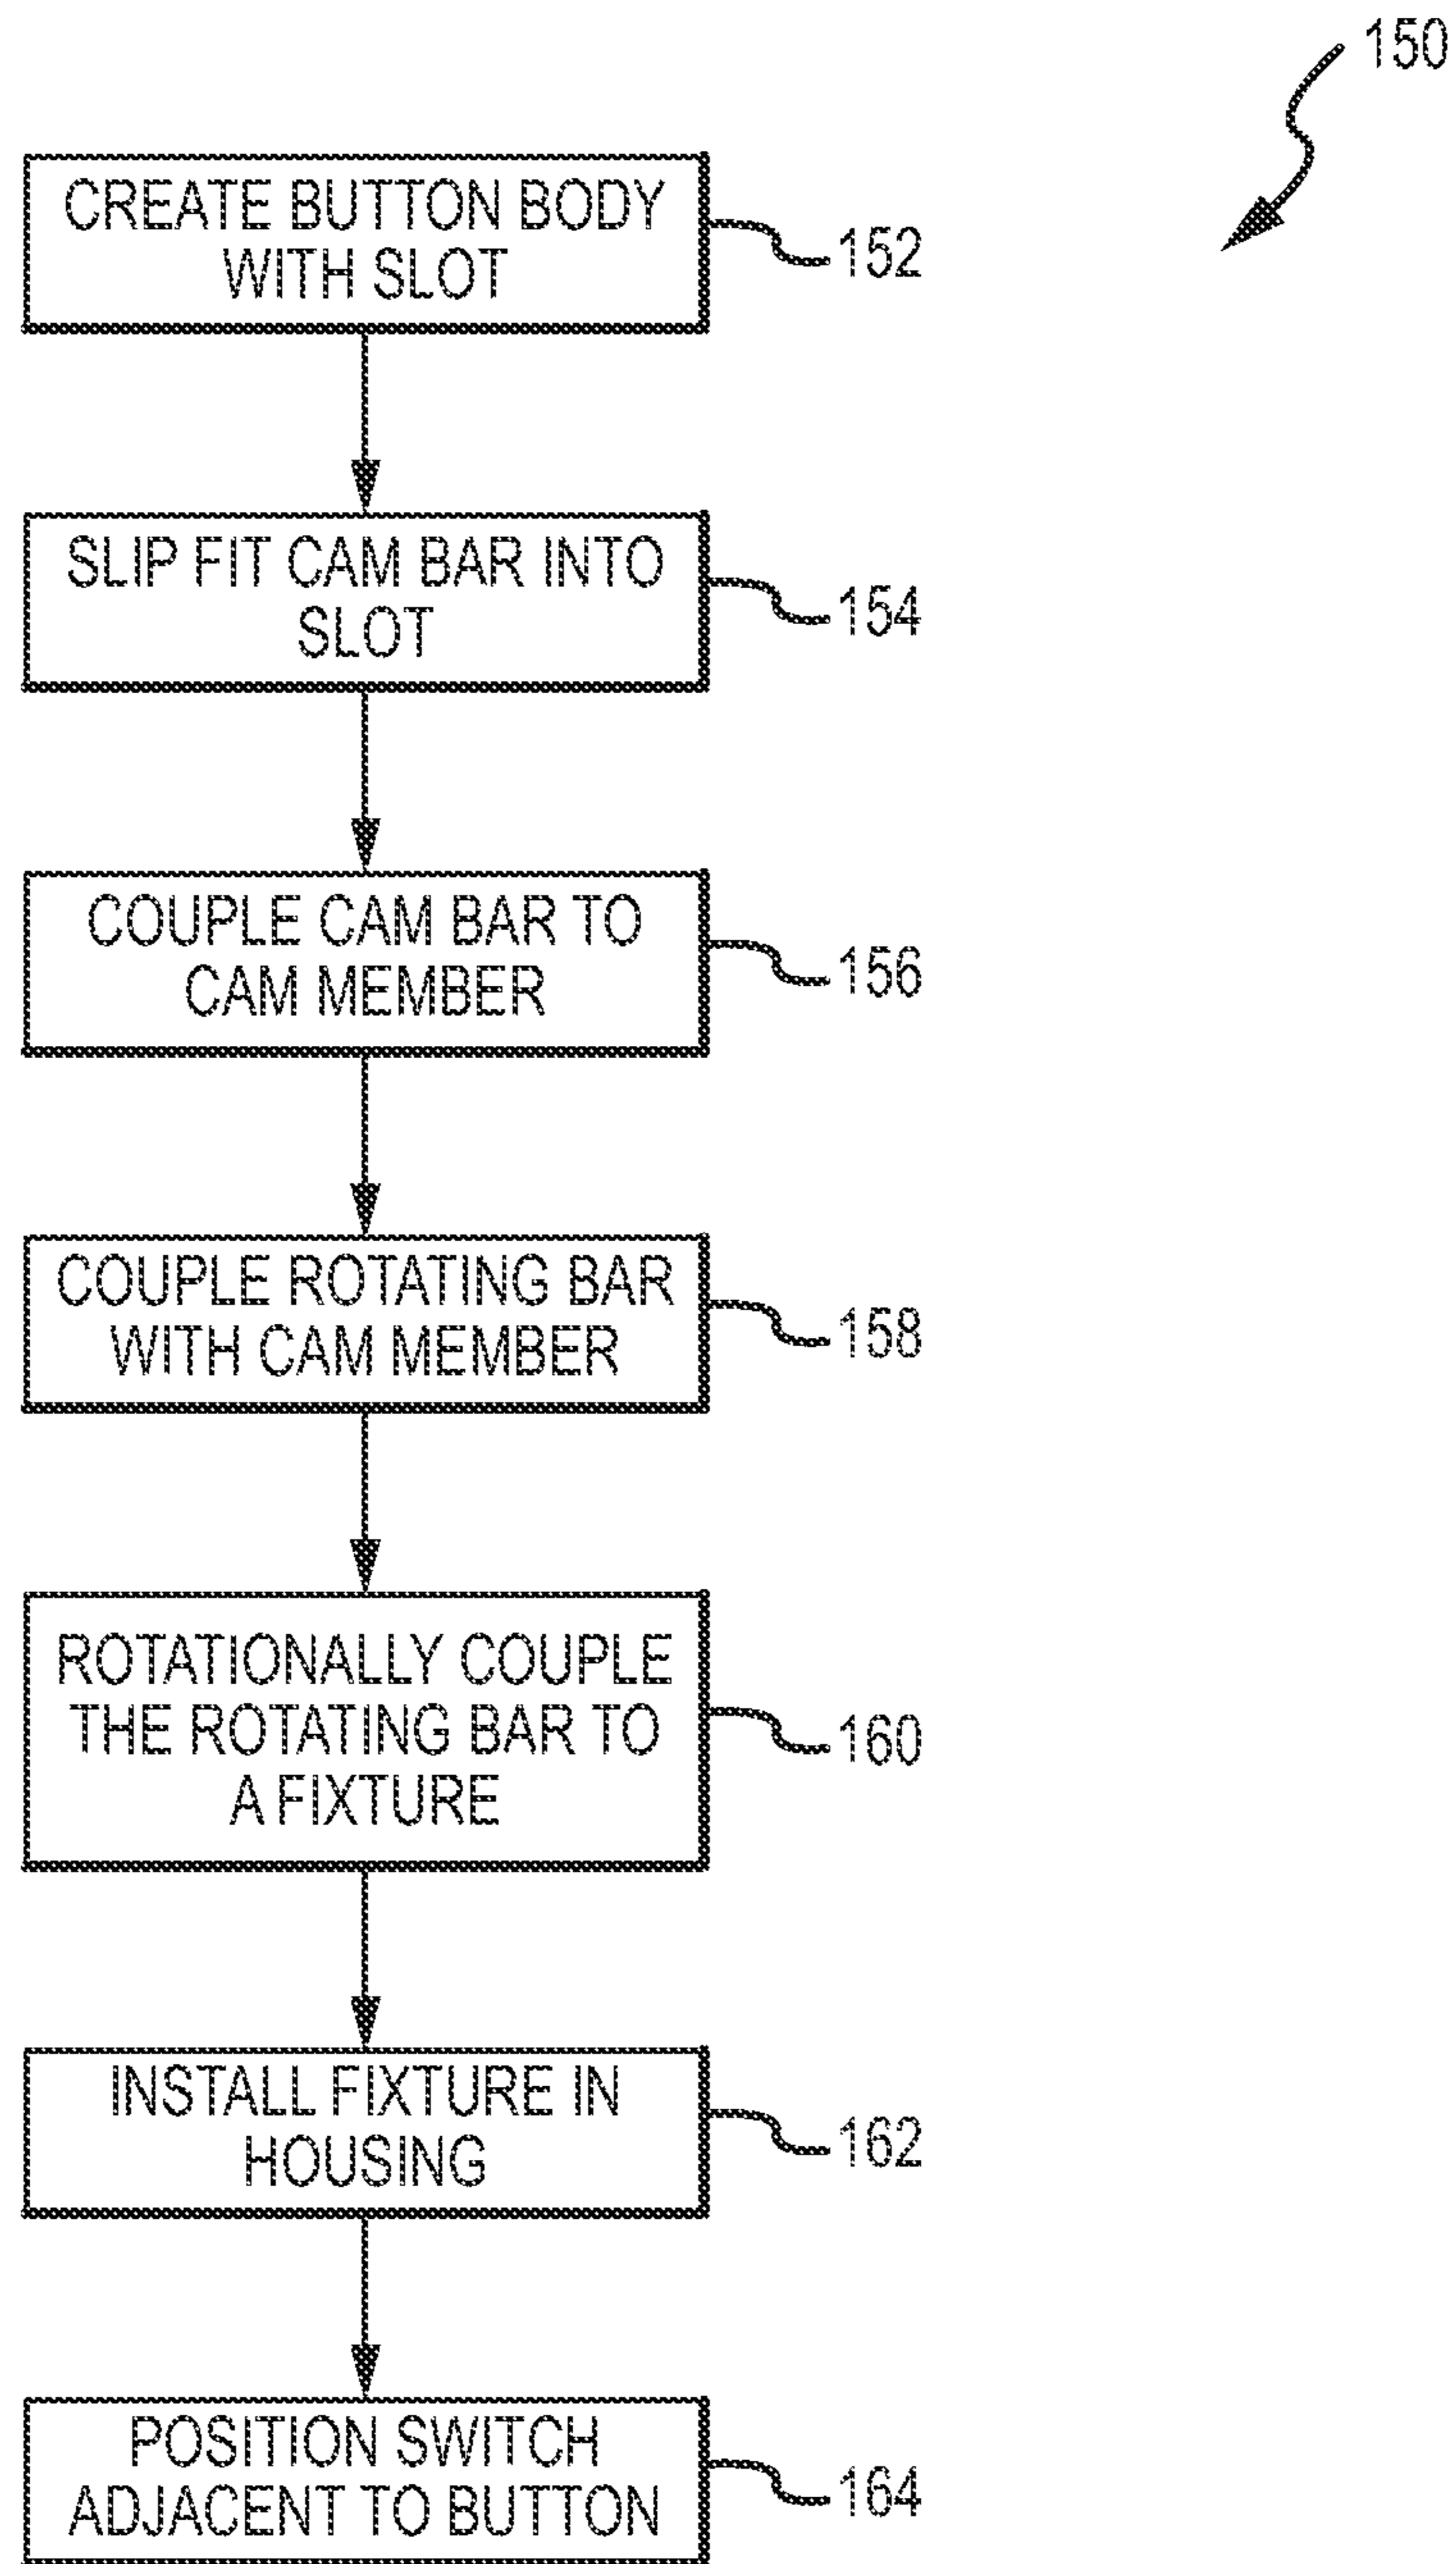 150
CREATE BUTTON BODY
WITH SLOT
152
SLIP FIT CAM BAR INTO
SLOT
154
COUPLE CAM BAR TO
CAM MEMBER
156
COUPLE ROTATING BAR
WITH CAM MEMBER
158
ROTATIONALLY COUPLE
THE ROTATING BAR TO
A FIXTURE
160
INSTALL FIXTURE IN
HOUSING
162
POSITION SWITCH
ADJACENT TO BUTTON
164